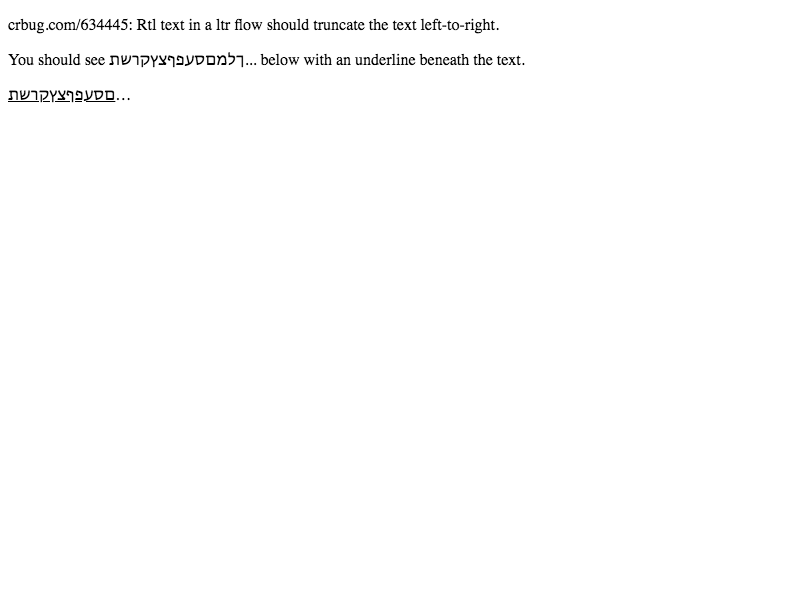 crbug.com/634445: Rtl text in a ltr flow should truncate the text left-to-right.
You should see ךלמםסעפףצץקרשת... below with an underline beneath the text.
םסעפףצץקרשת…